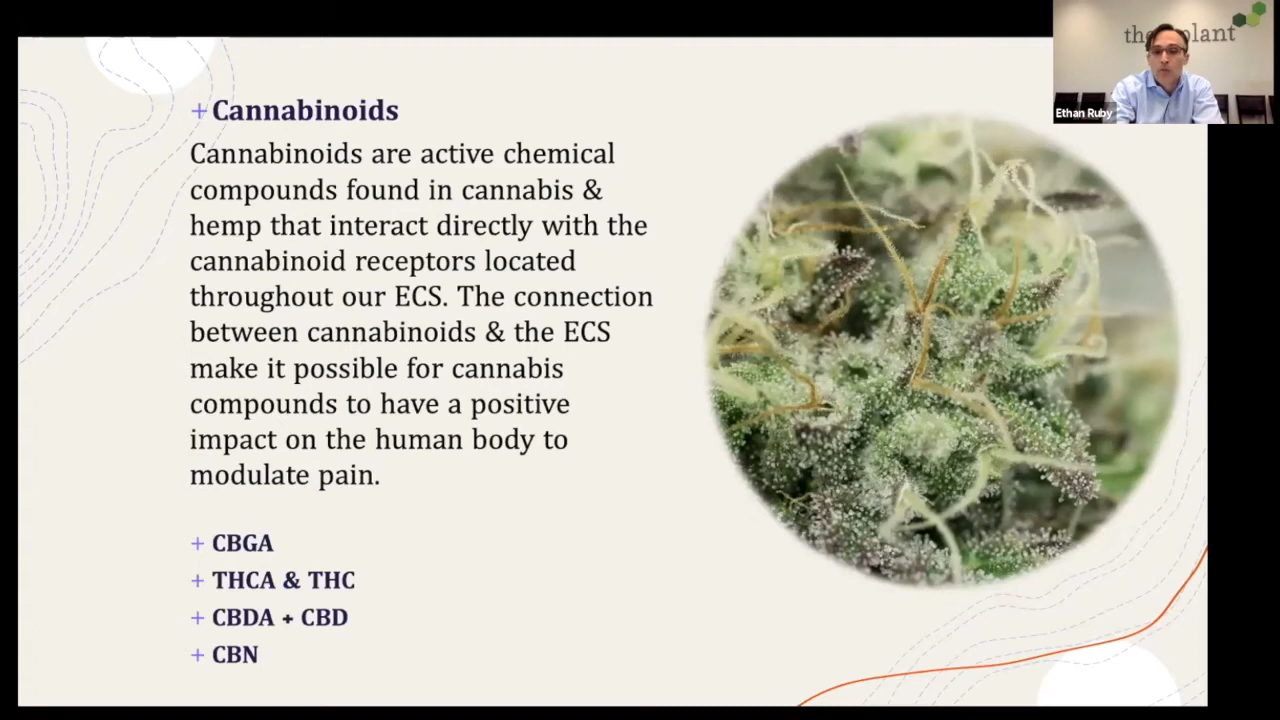 + Cannabinoids
Cannabinoids are active chemical
compounds found in cannabis &
hemp that interact directly with the
cannabinoid receptors located
throughout our ECS. The connection
between cannabinoids & the ECS
make it possible for cannabis
compounds to have a positive
impact on the human body to
modulate pain.
+ CBGA
+ THCA & THC
+ CBDA + CBD
+ CBN
plant
Ethan Ruby